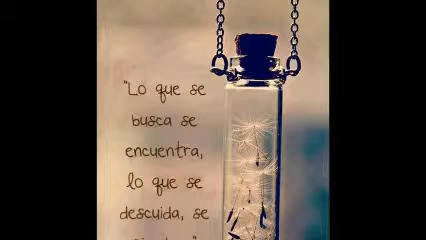 "Lo que se
busca se
encuentra,
lo que se
descuida, se